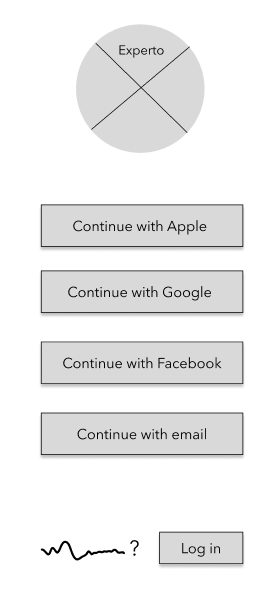 Experto
Continue with Apple
Continue with Google
Continue with Facebook
Continue with email
? Log in